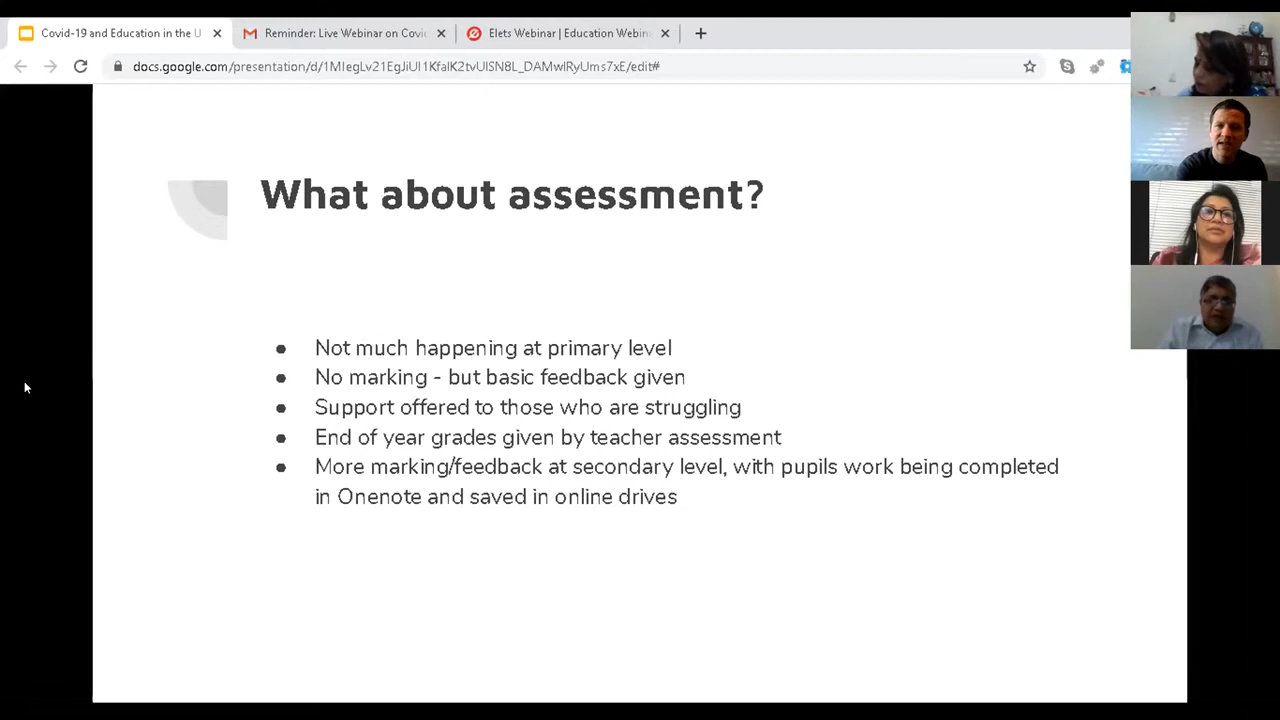 Covid-19 and Education in the U
Reminder: Live Webinar on Covi
Elets Webinar | Education Webin
docs.google.com/presentation/d/1MIegLv21EgJiUI1KfaIK2tvUISN8L_DAMwIRyUms7xE/edit#
What about assessment?
● Not much happening at primary level
● No marking - but basic feedback given
● Support offered to those who are struggling
● End of year grades given by teacher assessment
● More marking/feedback at secondary level, with pupils work being completed
in Onenote and saved in online drives